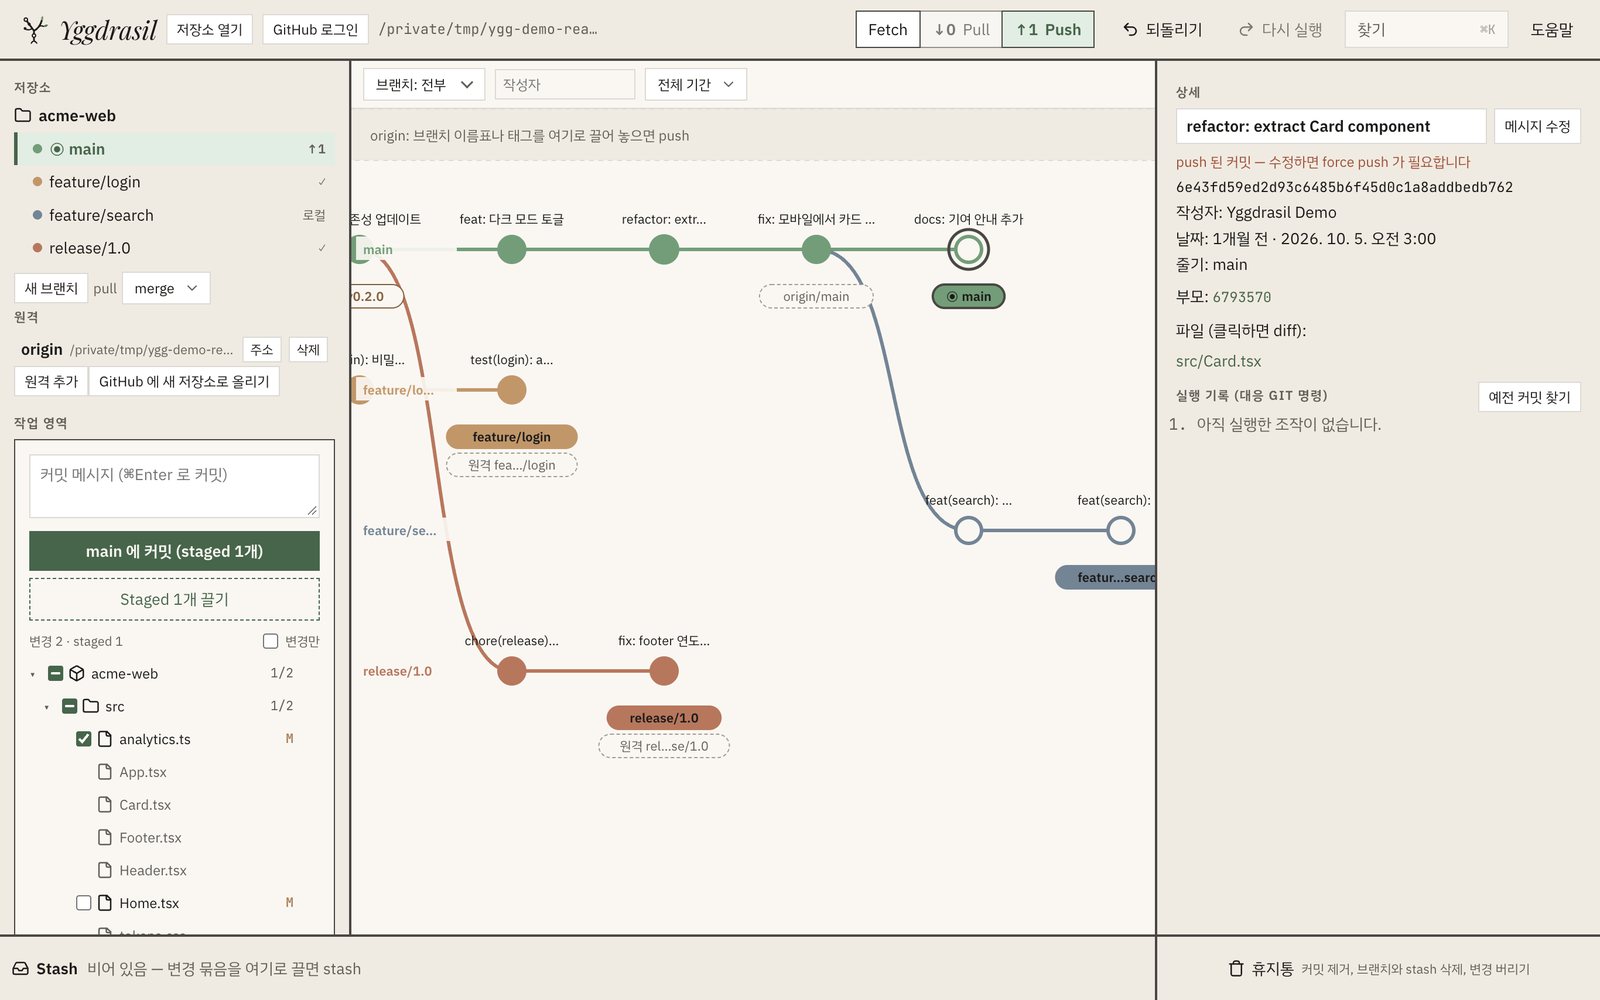 Yggdrasil
저장소 열기
GitHub 로그인
/private/tmp/ygg-demo-rea…
Fetch
↓0 Pull
↑1 Push
되돌리기
다시 실행
찾기
⌘K
도움말
저장소
acme-web
main
↑1
feature/login
✓
feature/search
로컬
release/1.0
✓
새 브랜치
pull
merge
원격
origin /private/tmp/ygg-demo-re…
주소
삭제
원격 추가
GitHub 에 새 저장소로 올리기
작업 영역
커밋 메시지 (⌘Enter 로 커밋)
main 에 커밋 (staged 1개)
Staged 1개 끌기
변경 2 · staged 1
변경만
acme-web
1/2
src
1/2
analytics.ts
M
App.tsx
Card.tsx
Footer.tsx
Header.tsx
Home.tsx
M
브랜치: 전부
작성자
전체 기간
origin: 브랜치 이름표나 태그를 여기로 끌어 놓으면 push
존성 업데이트
feat: 다크 모드 토글
refactor: extr…
fix: 모바일에서 카드 …
docs: 기여 안내 추가
main
0.2.0
origin/main
main
in): 비밀…
test(login): a…
feature/lo…
feature/login
원격 fea…/login
feat(search): …
feat(search):
feature/se…
featur…searc
chore(release)…
fix: footer 연도…
release/1.0
release/1.0
원격 rel…se/1.0
상세
refactor: extract Card component
메시지 수정
push 된 커밋 — 수정하면 force push 가 필요합니다
6e43fd59ed2d93c6485b6f45d0c1a8addbedb762
작성자: Yggdrasil Demo
날짜: 1개월 전 · 2026. 10. 5. 오전 3:00
줄기: main
부모: 6793570
파일 (클릭하면 diff):
src/Card.tsx
실행 기록 (대응 GIT 명령)
예전 커밋 찾기
1. 아직 실행한 조작이 없습니다.
Stash 비어 있음 — 변경 묶음을 여기로 끌면 stash
휴지통 커밋 제거, 브랜치와 stash 삭제, 변경 버리기